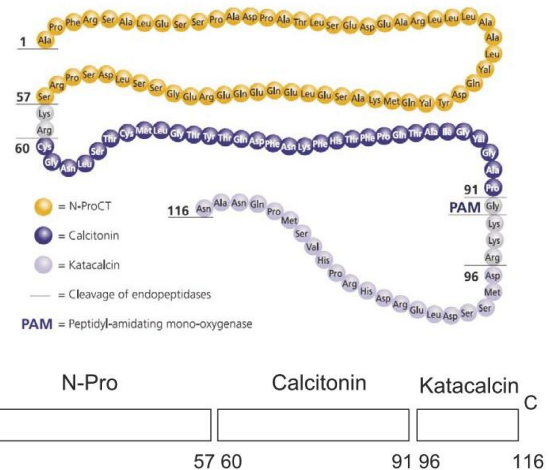 1 Ala Pro Phe Arg Ser Ala Leu Glu Ser Ser Pro Ala Asp Pro Ala Thr Leu Ser Glu Asp Glu Ala Arg Leu Leu Leu Ala
Ala
Leu
Yal
57 Ser Arg Pro Ser Asp Leu Ser Ser Gly Glu Arg Glu Gln Glu Gln Glu Leu Glu Ser Ala Lys Met Gln Yal Tyr Asp Gln
Lys
Arg
60 Cys Gly Asn Leu Ser Thr Cys Met Leu Gly Thr Tyr Thr Gln Asp Phe Asn Lys Phe His Thr Phe Pro Gln Thr Ala Ile Gly Yal
Gly
Ala
91 Pro
PAM Gly
Lys
Lys
Arg
96 Asp
Met
116 Asn Ala Asn Gln Pro Met Ser Val His Pro Arg His Asp Arg Glu Leu Asp Ser Ser
= N-ProCT
= Calcitonin
= Katacalcin
= Cleavage of endopeptidases
PAM = Peptidyl-amidating mono-oxygenase
N-Pro Calcitonin Katacalcin
C
57 60 91 96 116